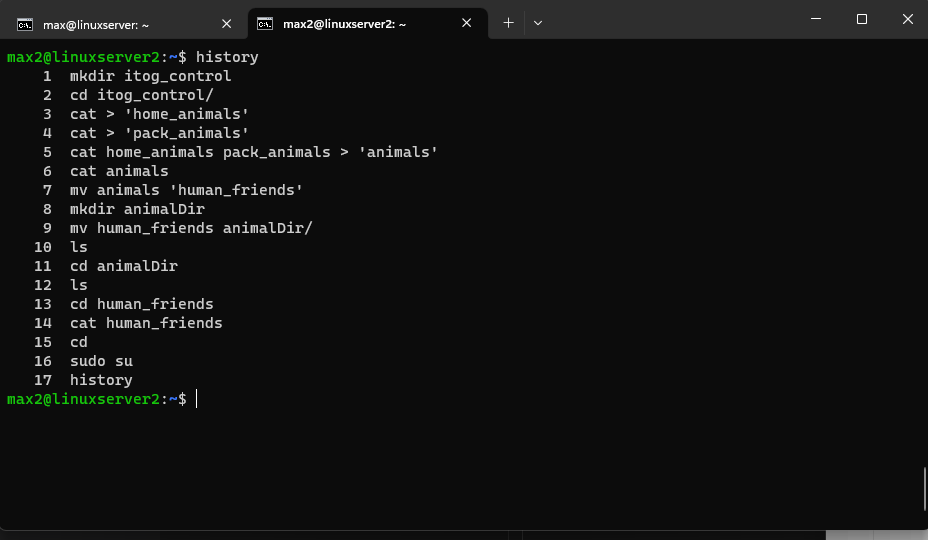 max@linuxserver: ~
max2@linuxserver2: ~
max2@linuxserver2:~$ history
    1  mkdir itog_control
    2  cd itog_control/
    3  cat > 'home_animals'
    4  cat > 'pack_animals'
    5  cat home_animals pack_animals > 'animals'
    6  cat animals
    7  mv animals 'human_friends'
    8  mkdir animalDir
    9  mv human_friends animalDir/
   10  ls
   11  cd animalDir
   12  ls
   13  cd human_friends
   14  cat human_friends
   15  cd
   16  sudo su
   17  history
max2@linuxserver2:~$